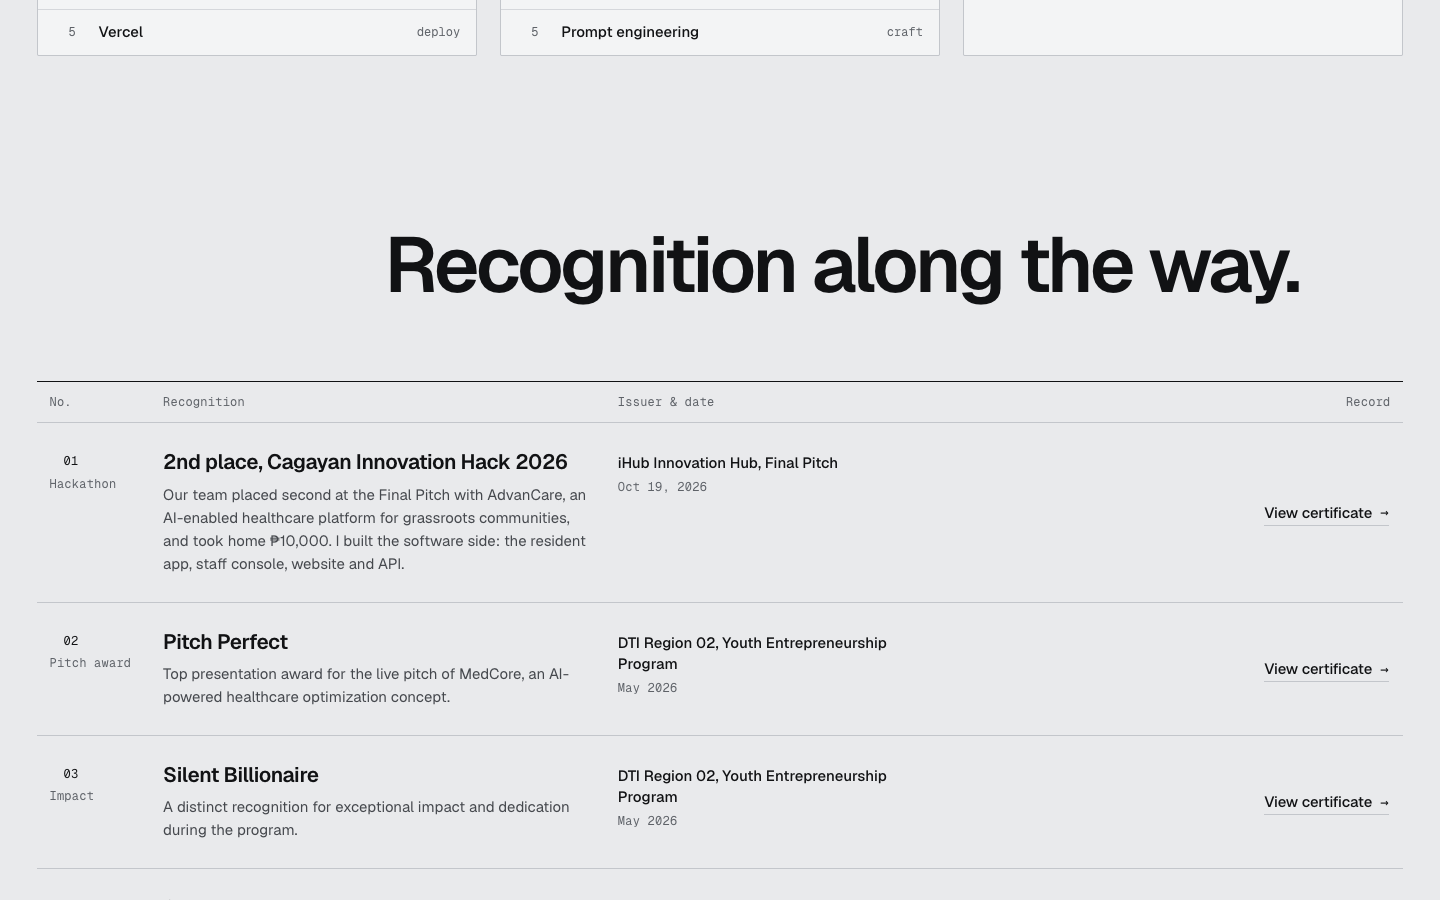 5 Vercel deploy
5 Prompt engineering craft
Recognition along the way.
No. Recognition Issuer & date Record
01
Hackathon
2nd place, Cagayan Innovation Hack 2026
Our team placed second at the Final Pitch with AdvanCare, an
AI-enabled healthcare platform for grassroots communities,
and took home ₱10,000. I built the software side: the resident
app, staff console, website and API.
iHub Innovation Hub, Final Pitch
Oct 19, 2026
View certificate →
02
Pitch award
Pitch Perfect
Top presentation award for the live pitch of MedCore, an AI-
powered healthcare optimization concept.
DTI Region 02, Youth Entrepreneurship
Program
May 2026
View certificate →
03
Impact
Silent Billionaire
A distinct recognition for exceptional impact and dedication
during the program.
DTI Region 02, Youth Entrepreneurship
Program
May 2026
View certificate →